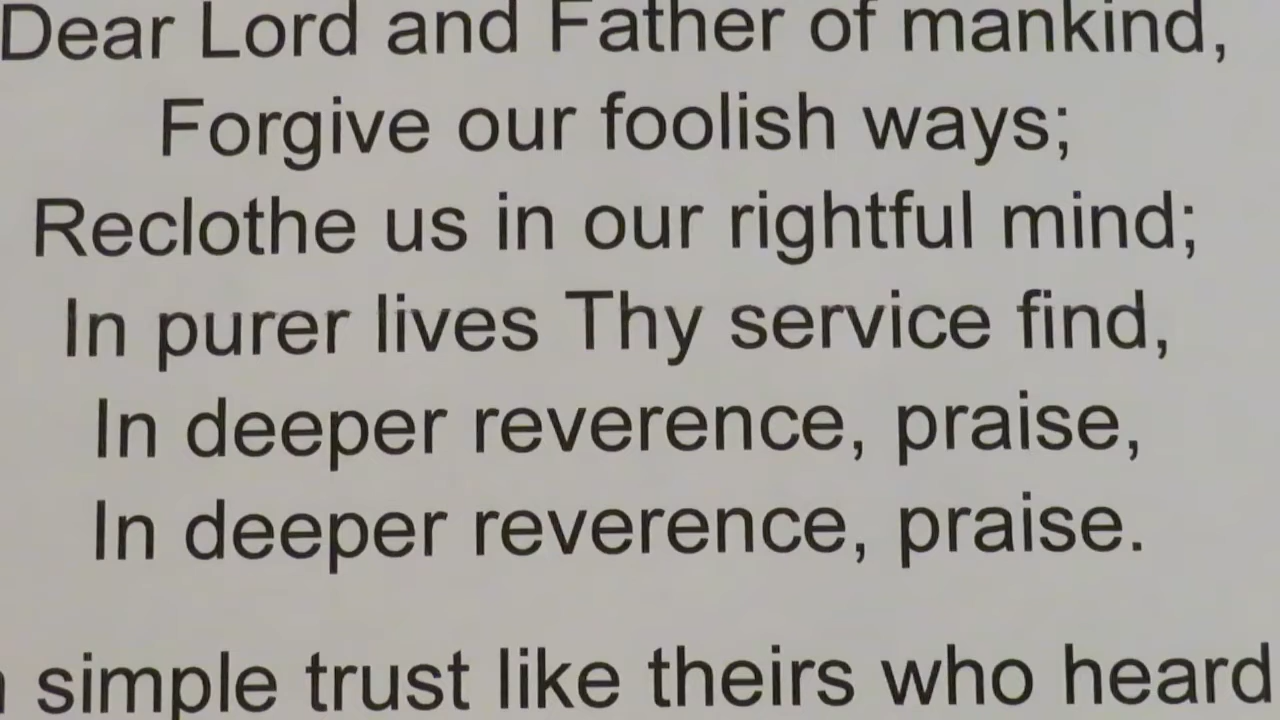 Dear Lord and Father of mankind,
Forgive our foolish ways;
Reclothe us in our rightful mind;
In purer lives Thy service find,
In deeper reverence, praise,
In deeper reverence, praise.
simple trust like theirs who heard